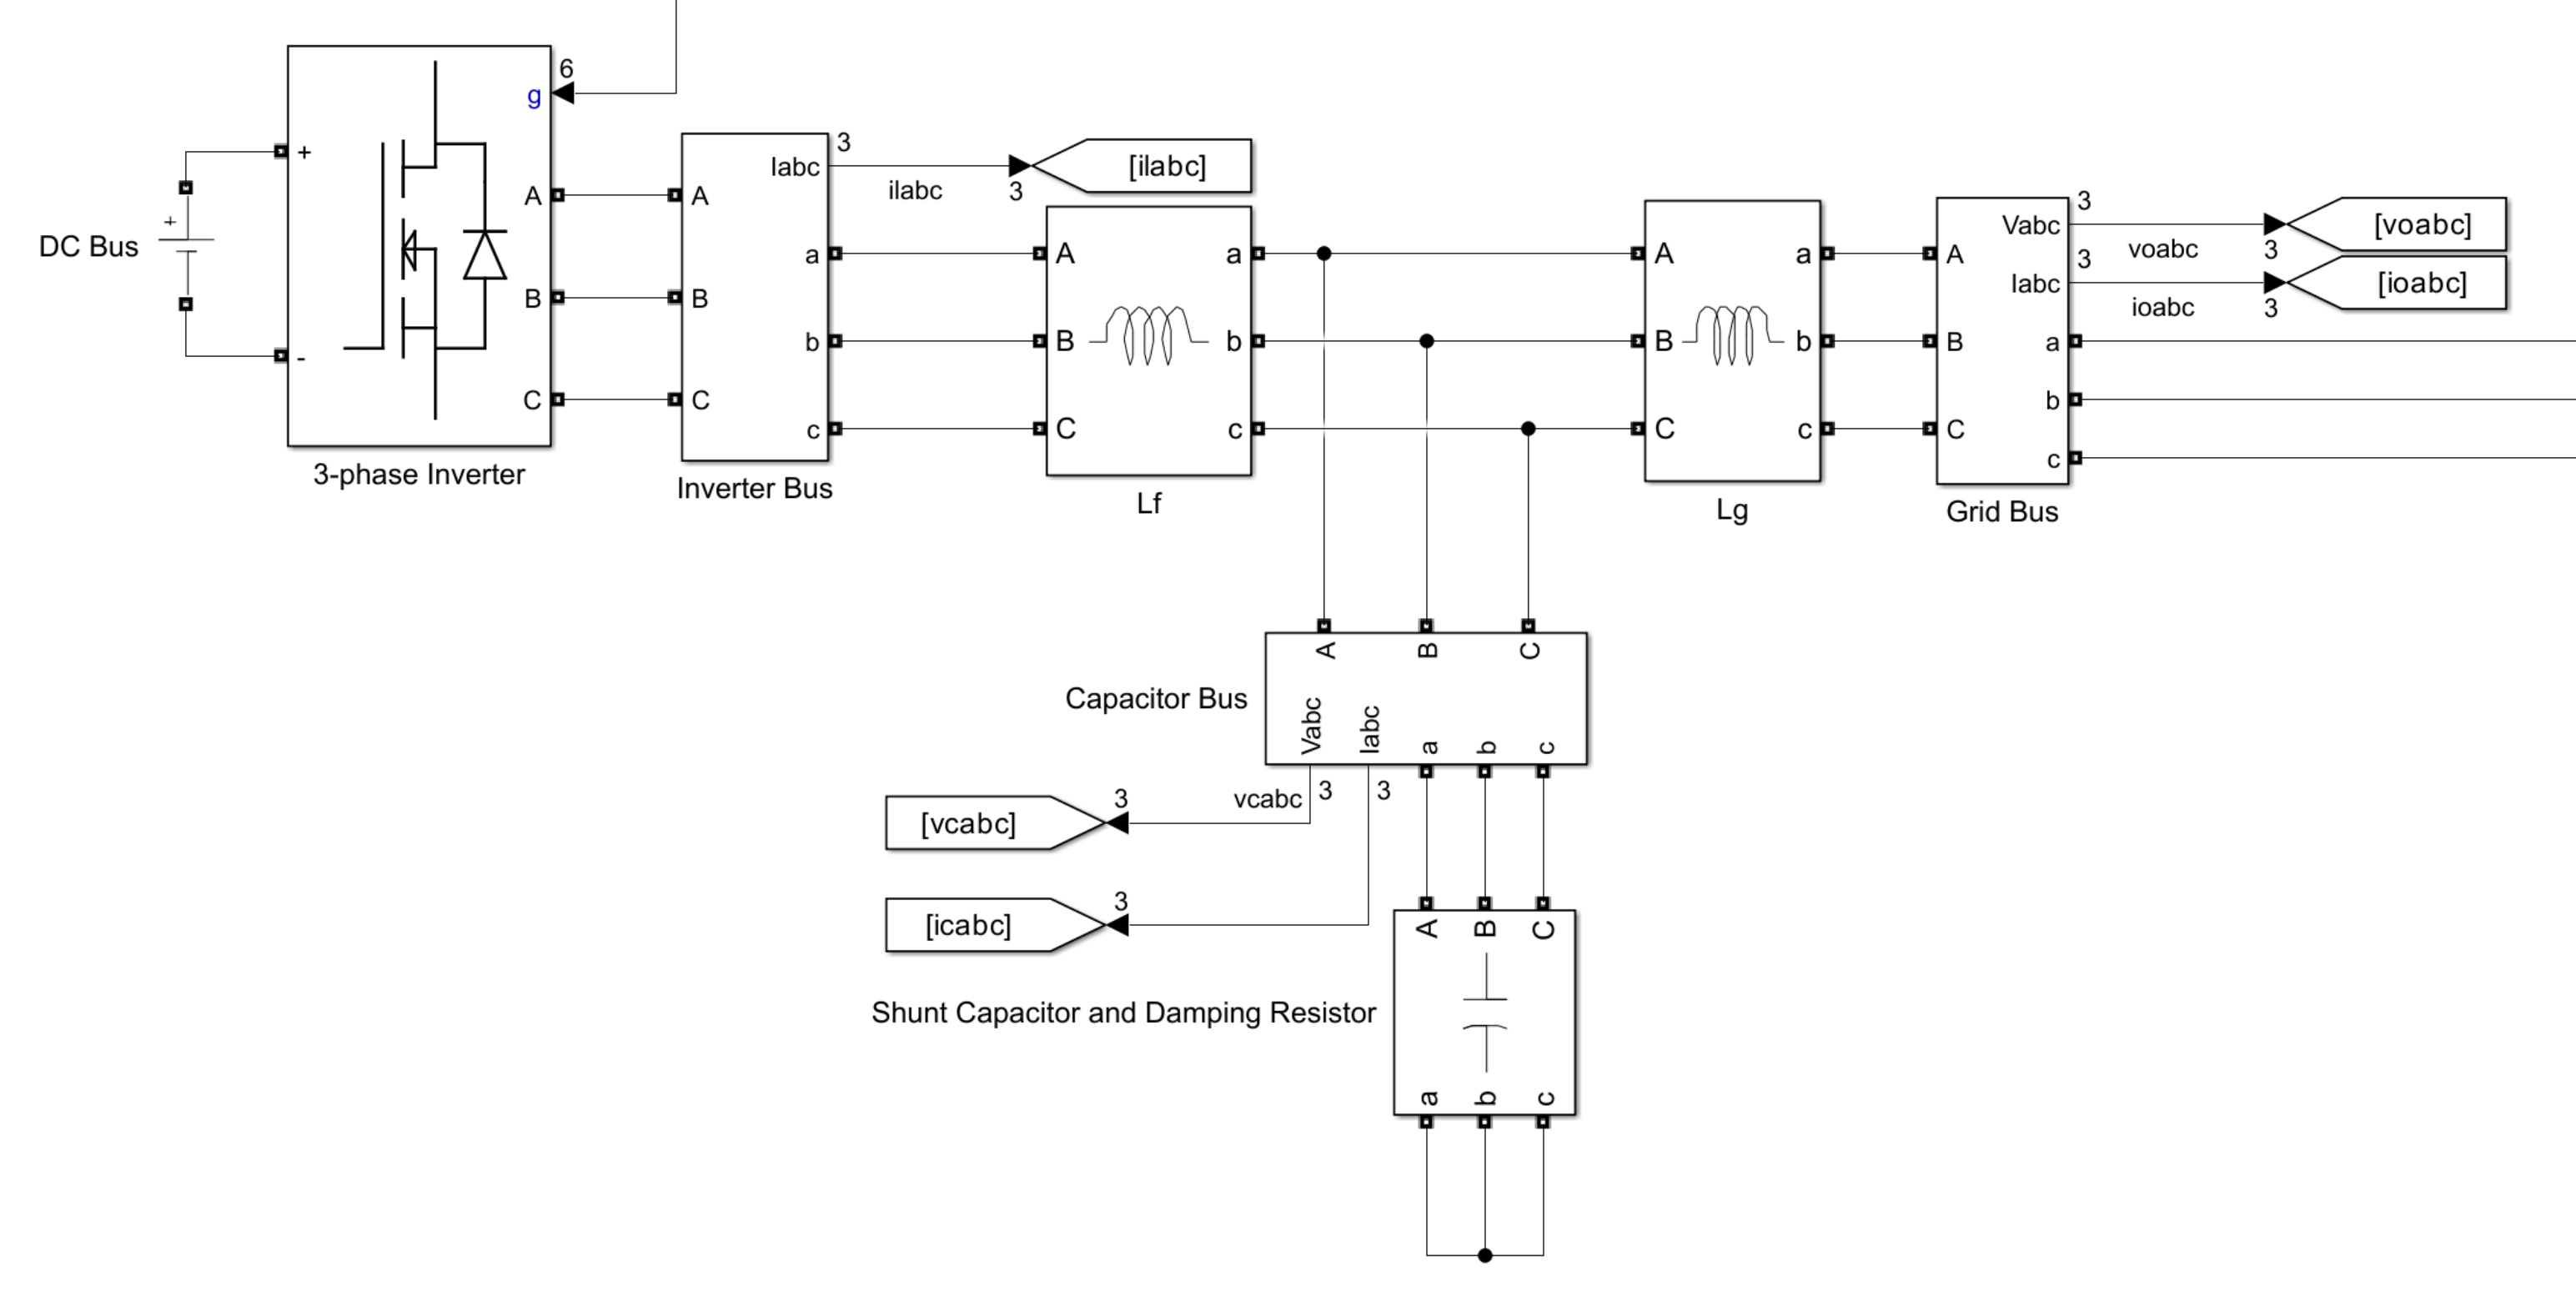 6
g
+
-
A
B
C
3-phase Inverter
+
DC Bus
A
B
C
Iabc
a
b
c
Inverter Bus
3
ilabc
3
[ilabc]
A
B
C
a
b
c
Lf
A
B
C
a
b
c
Lg
A
B
C
Vabc
Iabc
a
b
c
Grid Bus
3
voabc
3
[voabc]
3
ioabc
3
[ioabc]
A
B
C
Capacitor Bus
Vabc
Iabc
a
b
c
3
3
vcabc
3
[vcabc]
3
[icabc]
A
B
C
Shunt Capacitor and Damping Resistor
a
b
c